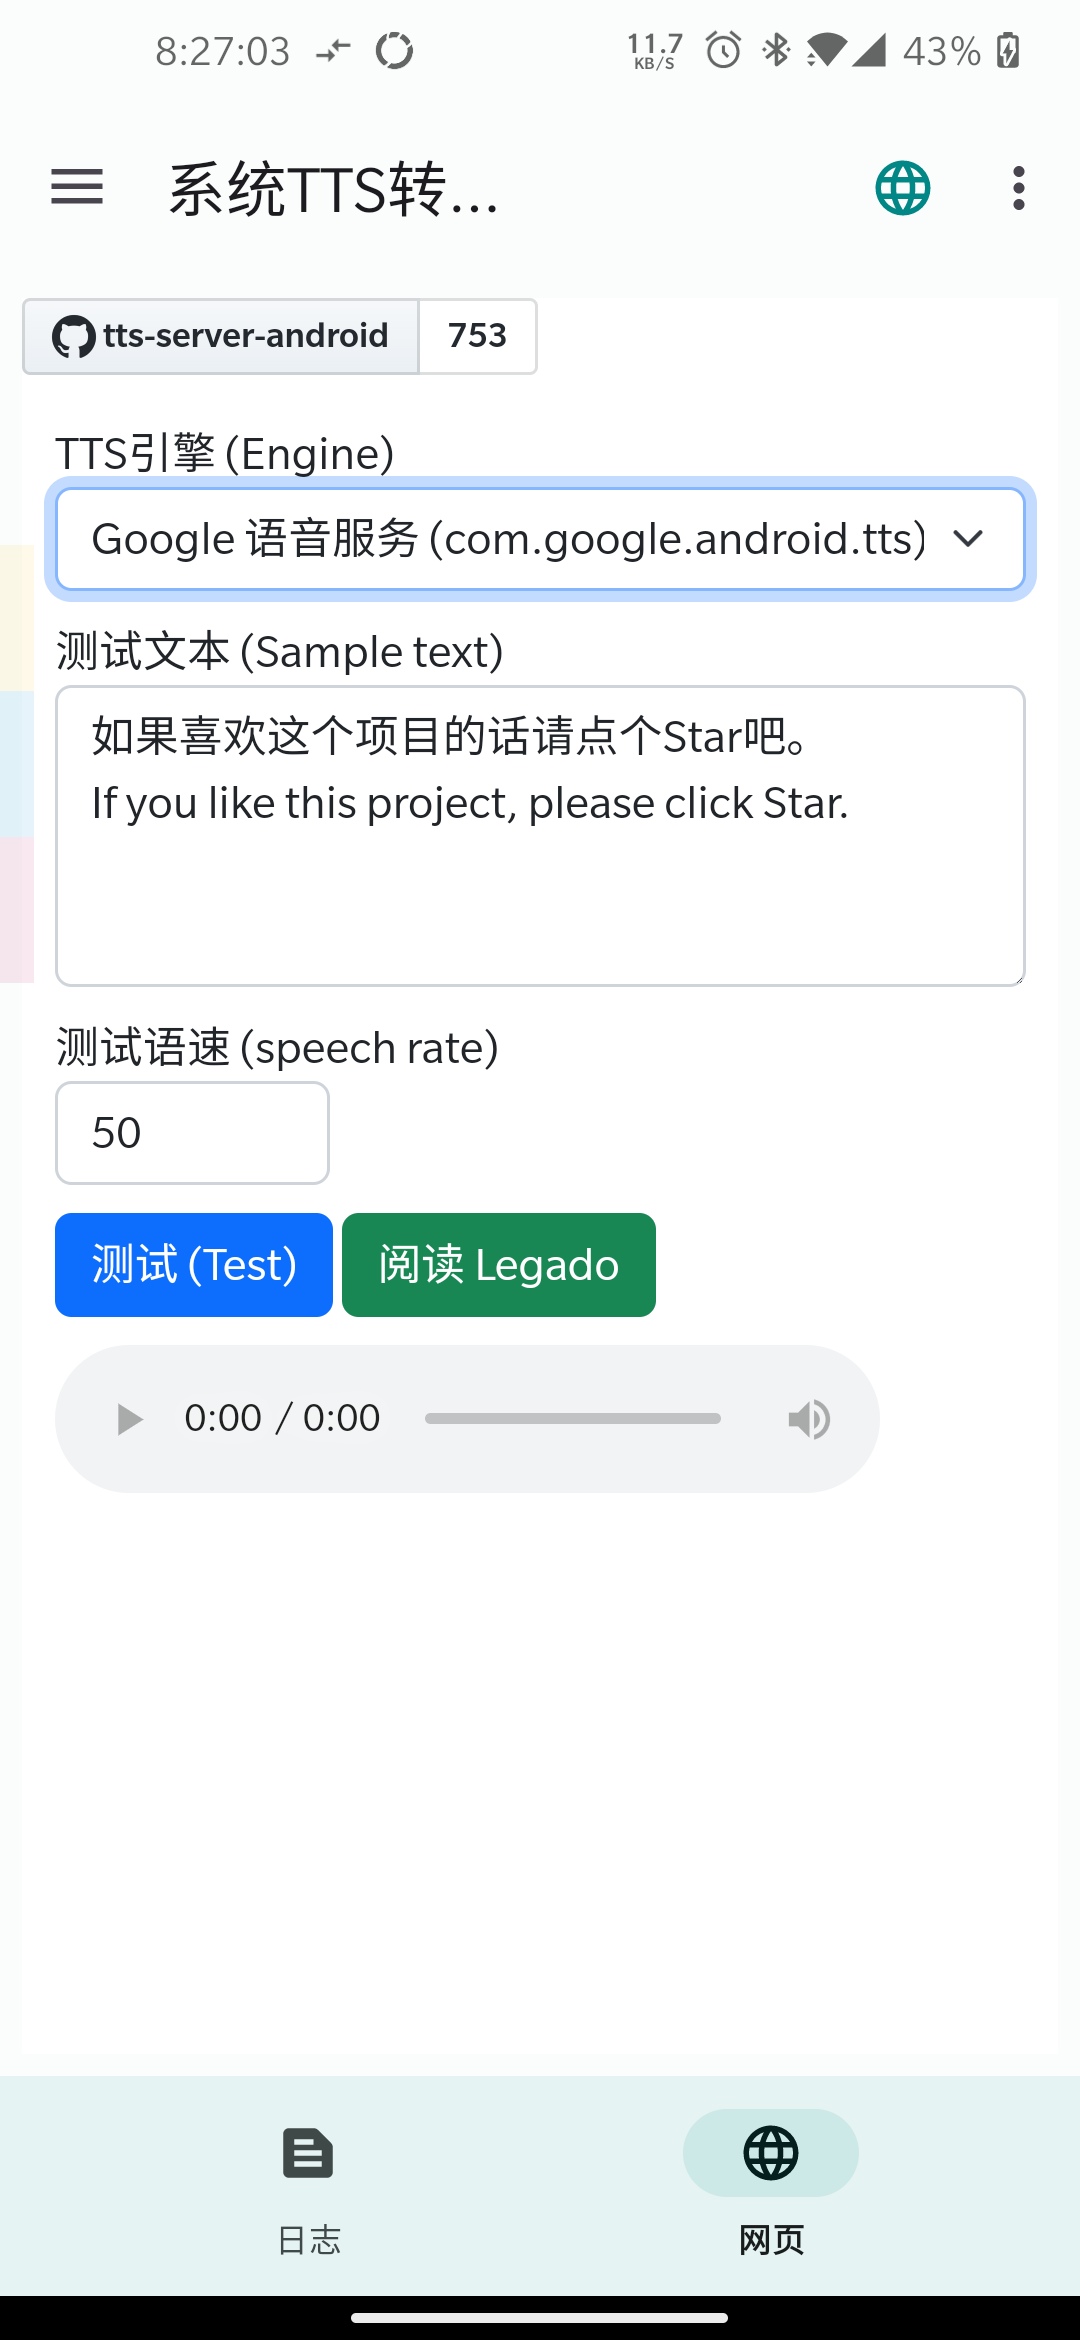 8:27:03
11.7
KB/S
43%
系统TTS转...
tts-server-android
753
TTS引擎 (Engine)
Google 语音服务 (com.google.android.tts)
测试文本 (Sample text)
如果喜欢这个项目的话请点个Star吧。
If you like this project, please click Star.
测试语速 (speech rate)
50
测试 (Test)
阅读 Legado
0:00 / 0:00
日志
网页